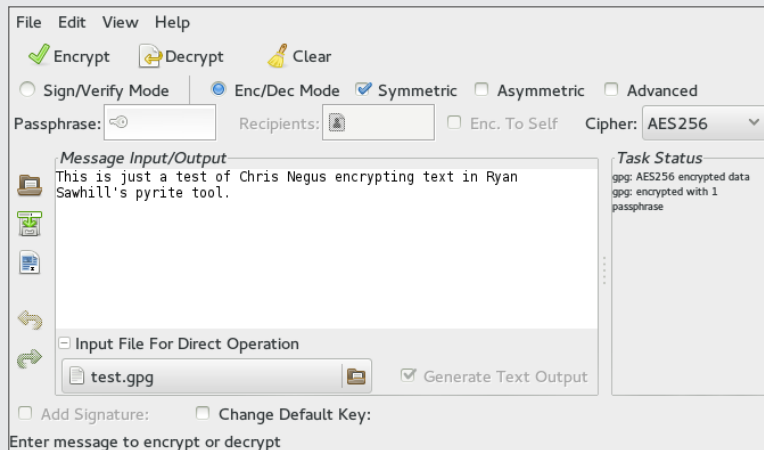 File Edit View Help
Encrypt Decrypt Clear
Sign/Verify Mode Enc/Dec Mode Symmetric Asymmetric Advanced
Passphrase: Recipients: Enc. To Self Cipher: AES256
Message Input/Output
This is just a test of Chris Negus encrypting text in Ryan
Sawhill's pyrite tool.
Task Status
gpg: AES256 encrypted data
gpg: encrypted with 1
passphrase
Input File For Direct Operation
test.gpg Generate Text Output
Add Signature: Change Default Key:
Enter message to encrypt or decrypt